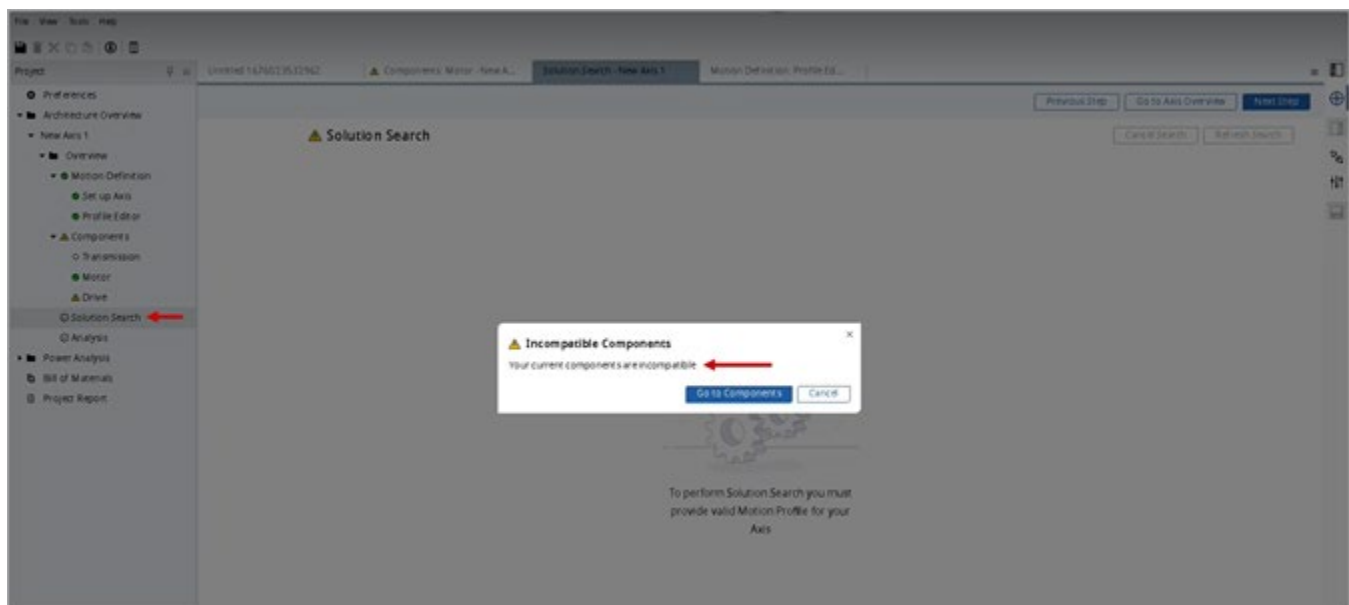 File View Tools Help
Project
Untitled 1676023532962
Components: Motor - New A...
Solution Search - New Axis 1
Motion Definition: Profile Ed...
Preferences
Architecture Overview
New Axis 1
Overview
Motion Definition
Set up Axis
Profile Editor
Components
Transmission
Motor
Drive
Solution Search
Analysis
Power Analysis
Bill of Materials
Project Report
Previous Step
Go to Axis Overview
Next Step
Solution Search
Cancel Search
Refresh Search
Incompatible Components
Your current components are incompatible
Go to Components
Cancel
To perform Solution Search you must
provide valid Motion Profile for your
Axis